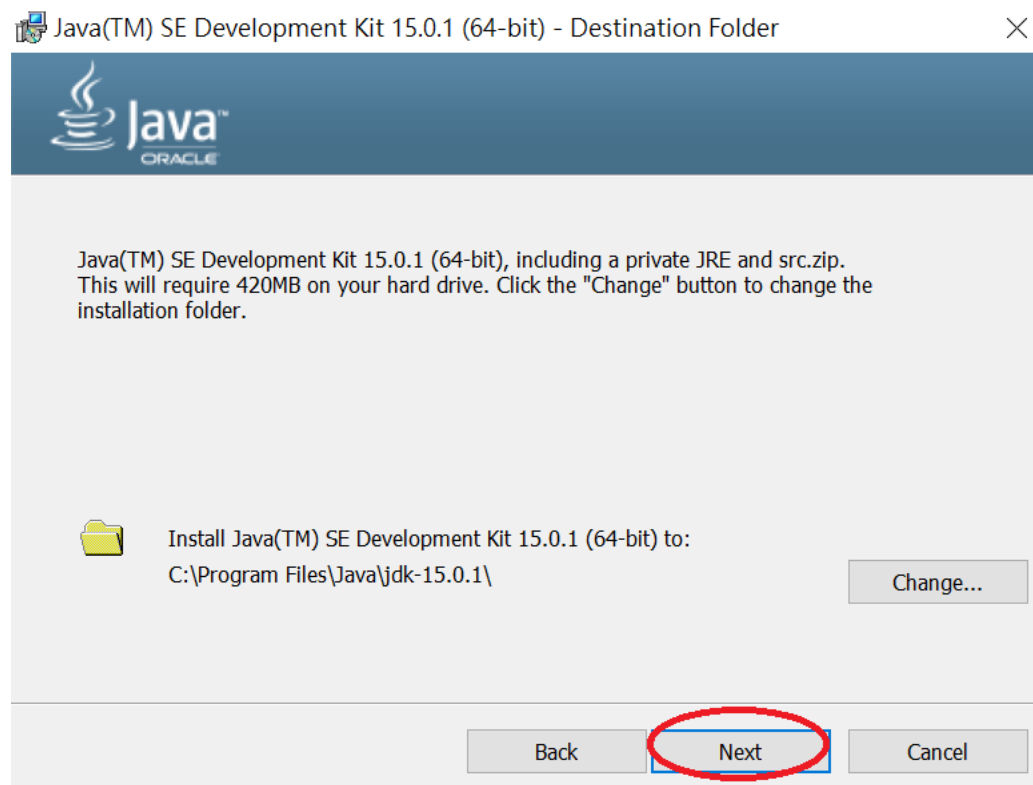 Java(TM) SE Development Kit 15.0.1 (64-bit) - Destination Folder
Java™
ORACLE
Java(TM) SE Development Kit 15.0.1 (64-bit), including a private JRE and src.zip.
This will require 420MB on your hard drive. Click the "Change" button to change the
installation folder.
Install Java(TM) SE Development Kit 15.0.1 (64-bit) to:
C:\Program Files\Java\jdk-15.0.1\
Change...
Back
Next
Cancel